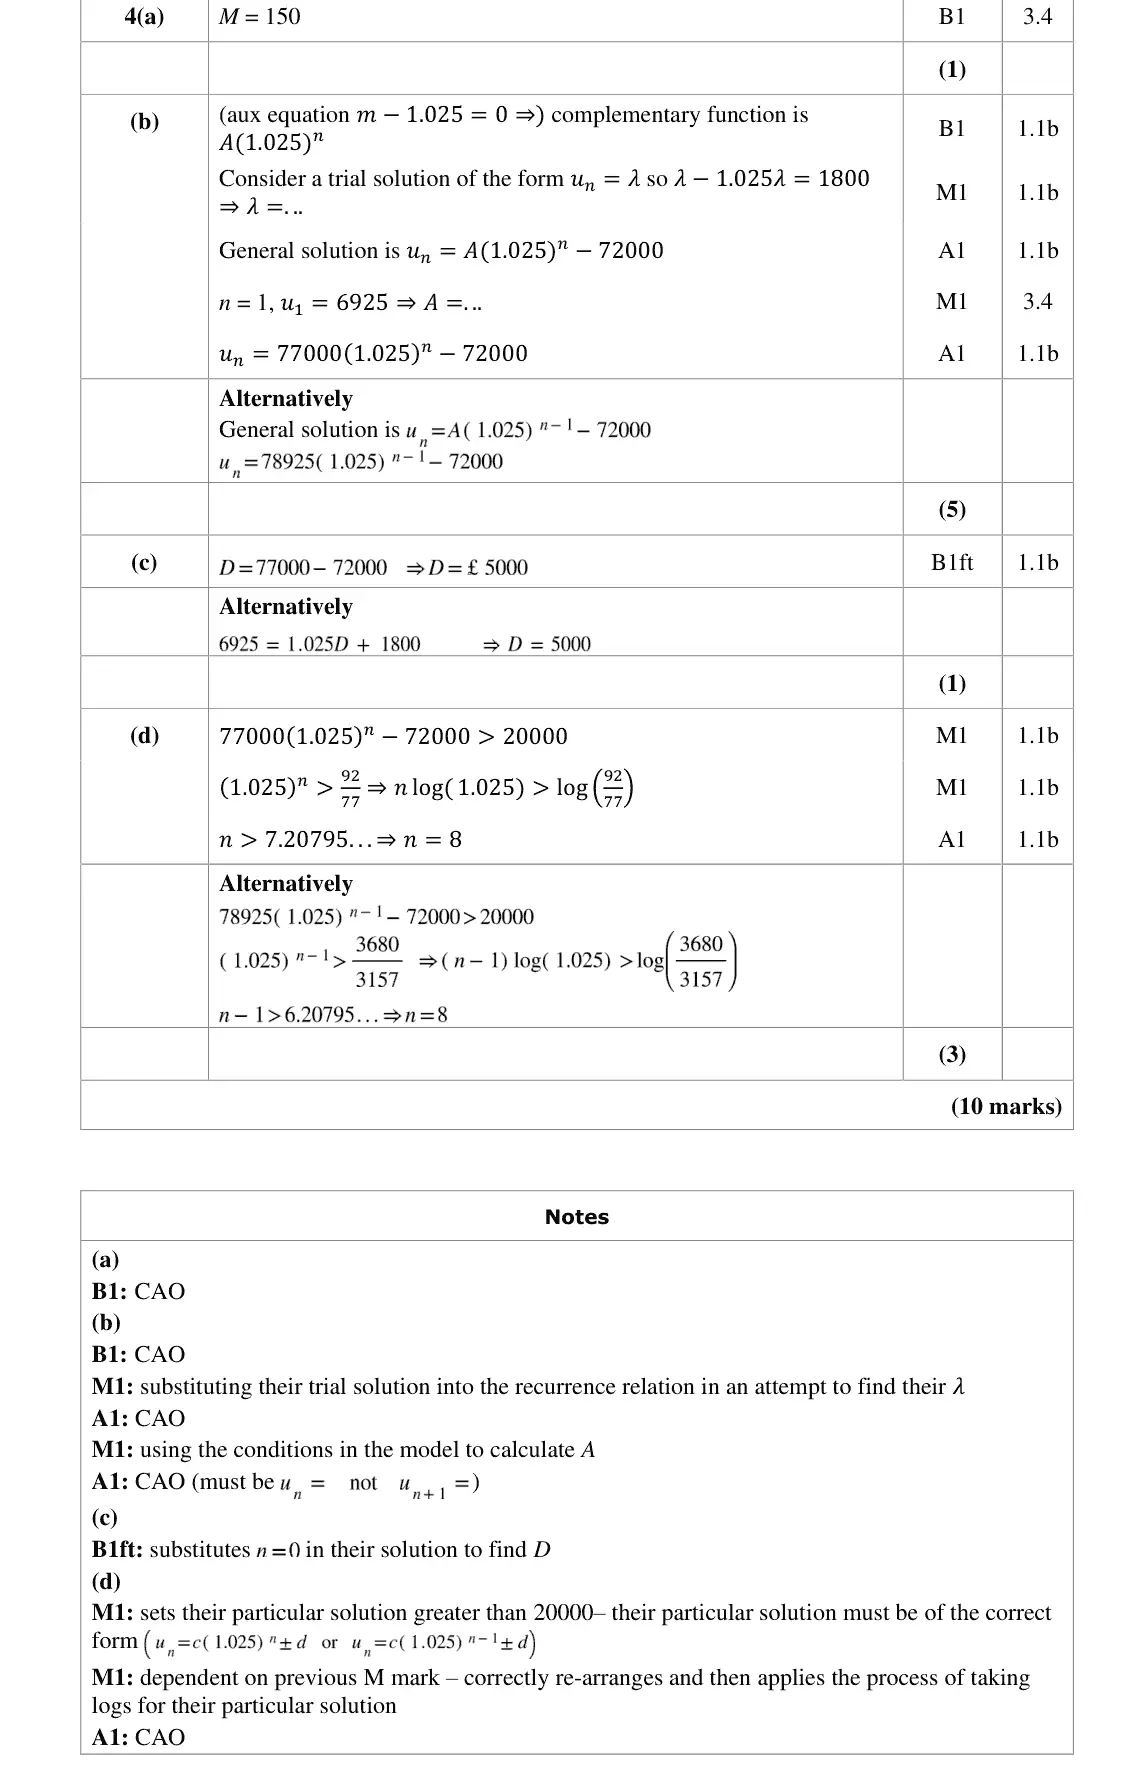 4(a) M = 150 B1 3.4
(1)
(b) (aux equation m − 1.025 = 0 ⇒) complementary function is
A(1.025)ⁿ B1 1.1b
Consider a trial solution of the form uₙ = λ so λ − 1.025λ = 1800
⇒ λ =... M1 1.1b
General solution is uₙ = A(1.025)ⁿ − 72000 A1 1.1b
n = 1, u₁ = 6925 ⇒ A =... M1 3.4
uₙ = 77000(1.025)ⁿ − 72000 A1 1.1b
Alternatively
General solution is uₙ=A( 1.025) ⁿ⁻¹ − 72000
uₙ=78925( 1.025) ⁿ⁻¹ − 72000
(5)
(c) D=77000− 72000 ⇒D=£ 5000 B1ft 1.1b
Alternatively
6925 = 1.025D + 1800 ⇒ D = 5000
(1)
(d) 77000(1.025)ⁿ − 72000 > 20000 M1 1.1b
(1.025)ⁿ > 92/77 ⇒ n log( 1.025) > log(92/77) M1 1.1b
n > 7.20795... ⇒ n = 8 A1 1.1b
Alternatively
78925( 1.025) ⁿ⁻¹ − 72000>20000
( 1.025) ⁿ⁻¹> 3680/3157 ⇒( n− 1) log( 1.025) >log(3680/3157)
n− 1>6.20795...⇒n=8
(3)
(10 marks)
Notes
(a)
B1: CAO
(b)
B1: CAO
M1: substituting their trial solution into the recurrence relation in an attempt to find their λ
A1: CAO
M1: using the conditions in the model to calculate A
A1: CAO (must be uₙ = not uₙ₊₁ =)
(c)
B1ft: substitutes n=0 in their solution to find D
(d)
M1: sets their particular solution greater than 20000– their particular solution must be of the correct
form (uₙ=c( 1.025) ⁿ± d or uₙ=c( 1.025) ⁿ⁻¹± d)
M1: dependent on previous M mark – correctly re-arranges and then applies the process of taking
logs for their particular solution
A1: CAO